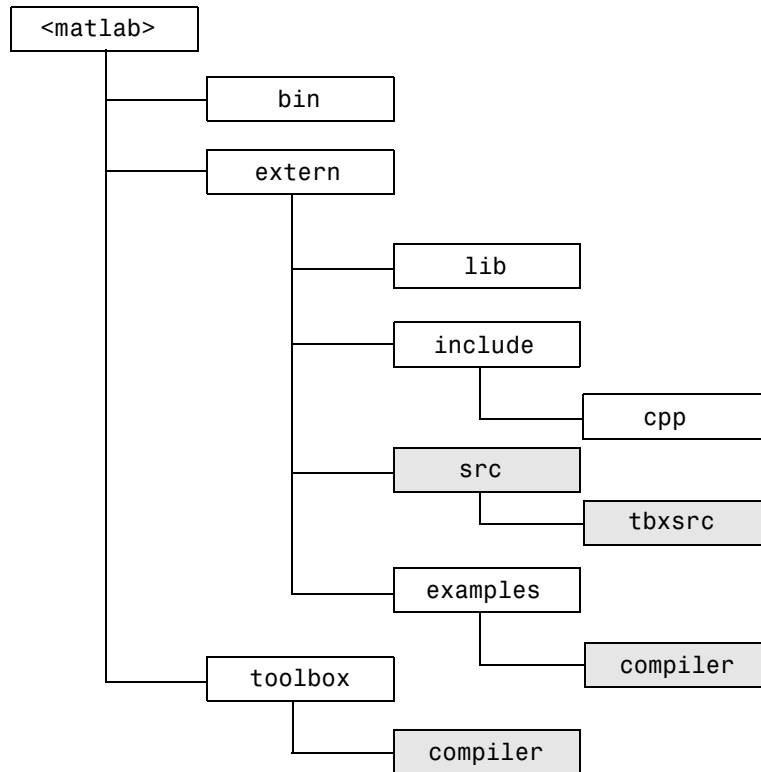 <matlab>
bin
extern
lib
include
cpp
src
tbxsrc
examples
compiler
toolbox
compiler